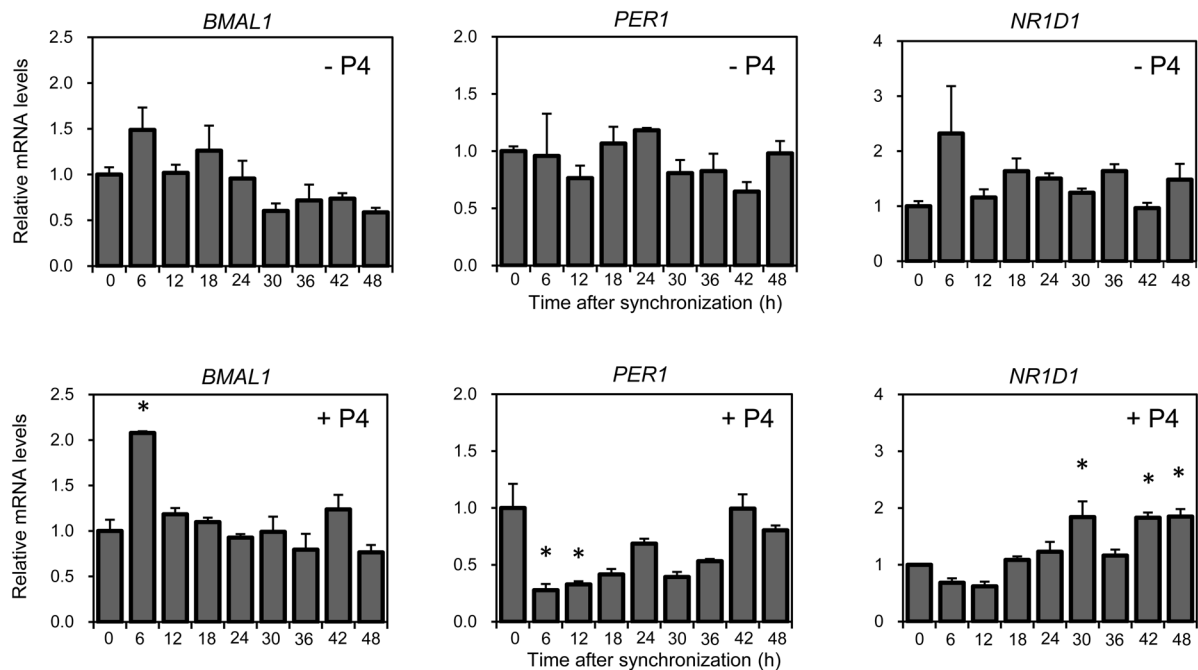 BMAL1
PER1
NR1D1
Relative mRNA levels
2.5
2.0
1.5
1.0
0.5
0.0
- P4
0 6 12 18 24 30 36 42 48
2.0
1.5
1.0
0.5
0.0
- P4
0 6 12 18 24 30 36 42 48
Time after synchronization (h)
4
3
2
1
0
- P4
0 6 12 18 24 30 36 42 48
BMAL1
PER1
NR1D1
Relative mRNA levels
2.5
2.0
1.5
1.0
0.5
0.0
*
+ P4
0 6 12 18 24 30 36 42 48
2.0
1.5
1.0
0.5
0.0
* *
+ P4
0 6 12 18 24 30 36 42 48
Time after synchronization (h)
4
3
2
1
0
* * *
+ P4
0 6 12 18 24 30 36 42 48